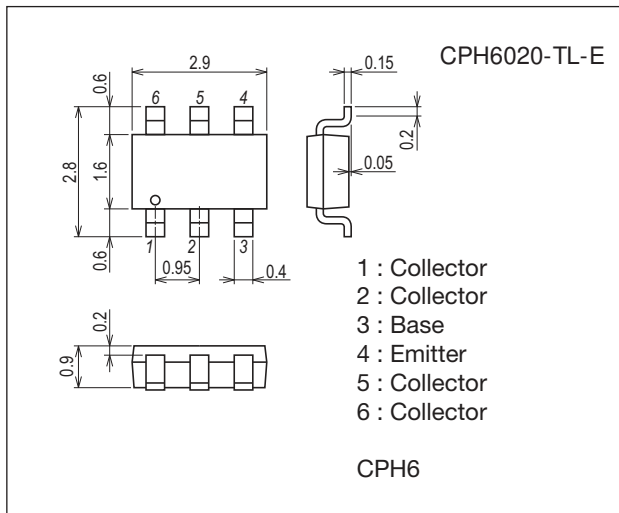 CPH6020-TL-E
2.9
0.15
0.6
6
5
4
0.2
2.8
1.6
0.05
0.6
1
2
3
0.95
0.4
1 : Collector
2 : Collector
3 : Base
4 : Emitter
5 : Collector
6 : Collector
0.2
0.9
CPH6